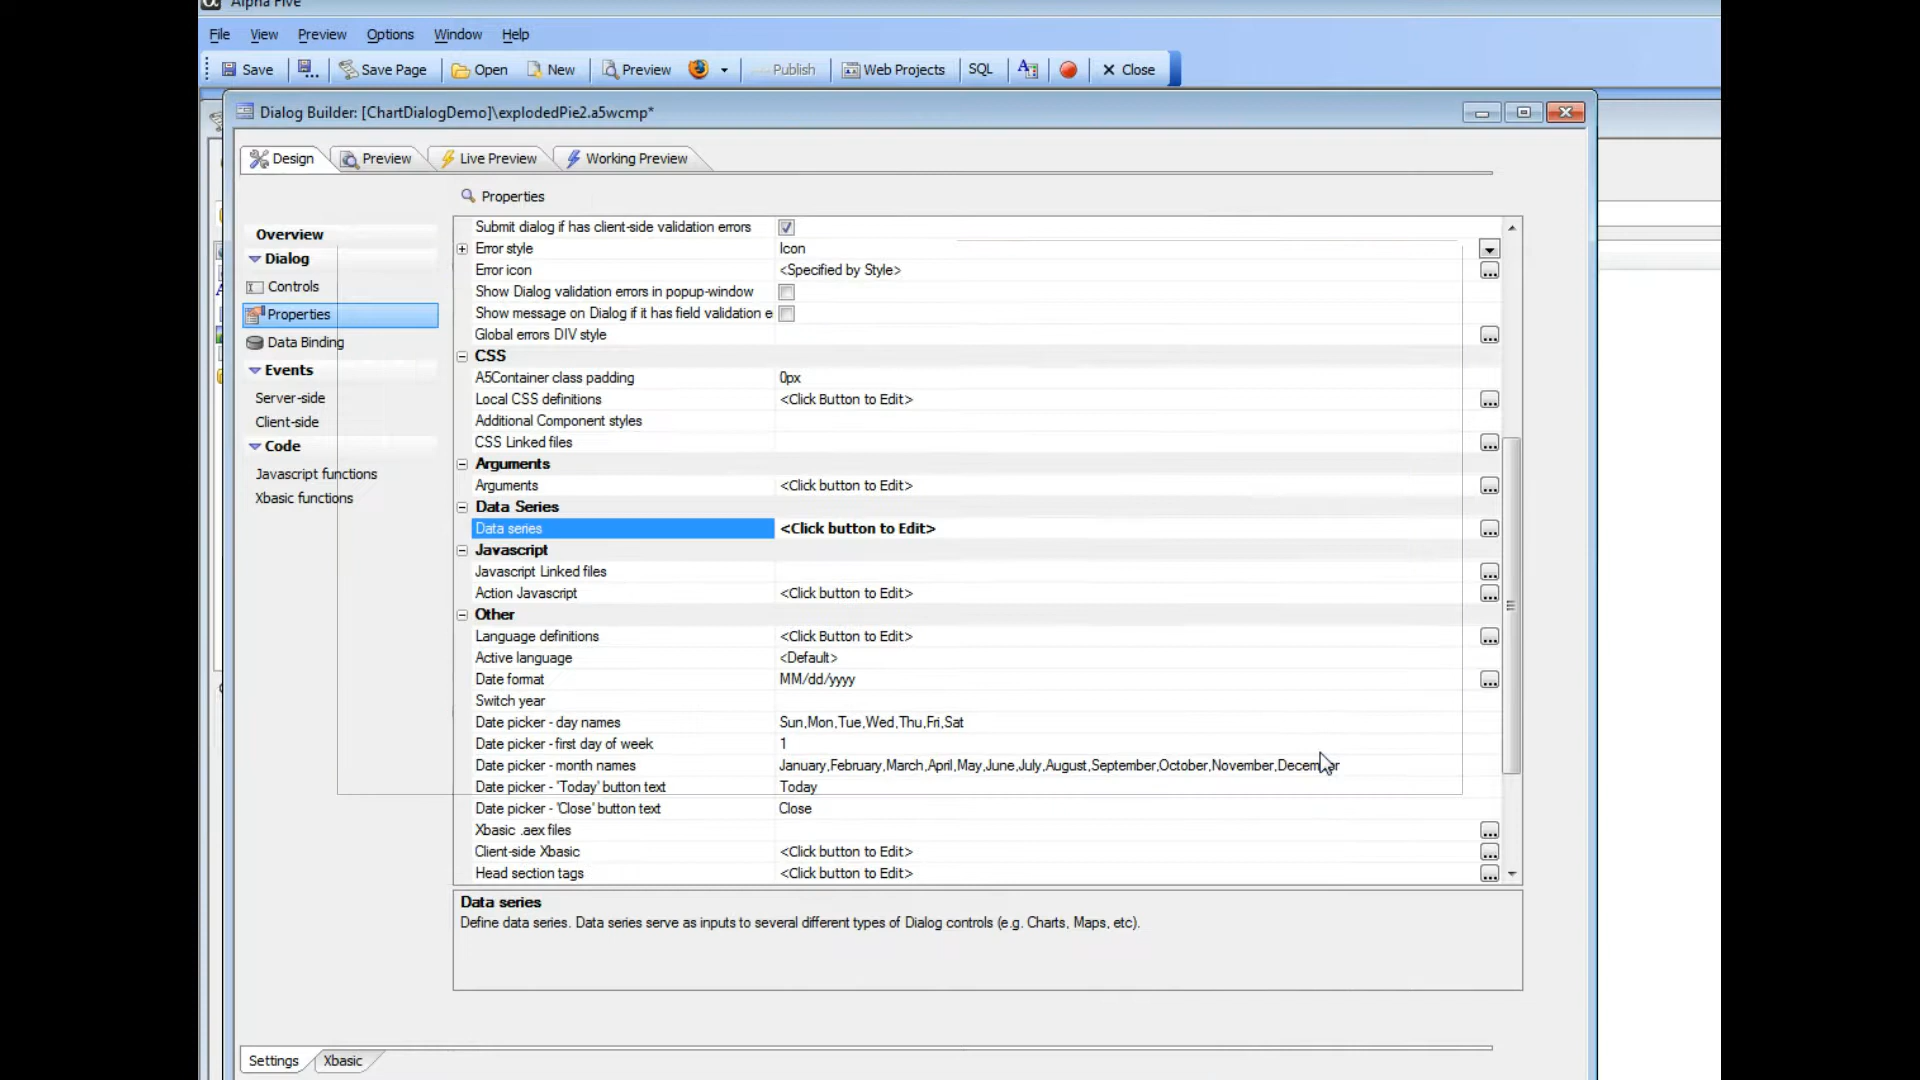 Alpha Five
File View Preview Options Window Help
Save Save Page Open New Preview Publish Web Projects SQL Close
Dialog Builder: [ChartDialogDemo]\explodedPie2.a5wcmp*
Design Preview Live Preview Working Preview
Properties
Overview
Dialog
Controls
Properties
Data Binding
Events
Server-side
Client-side
Code
Javascript functions
Xbasic functions
Submit dialog if has client-side validation errors
Error style Icon
Error icon <Specified by Style>
Show Dialog validation errors in popup-window
Show message on Dialog if it has field validation e
Global errors DIV style
CSS
A5Container class padding 0px
Local CSS definitions <Click Button to Edit>
Additional Component styles
CSS Linked files
Arguments
Arguments <Click button to Edit>
Data Series
Data series <Click button to Edit>
Javascript
Javascript Linked files
Action Javascript <Click button to Edit>
Other
Language definitions <Click Button to Edit>
Active language <Default>
Date format MM/dd/yyyy
Switch year
Date picker - day names Sun,Mon,Tue,Wed,Thu,Fri,Sat
Date picker - first day of week 1
Date picker - month names January,February,March,April,May,June,July,August,September,October,November,December
Date picker - 'Today' button text Today
Date picker - 'Close' button text Close
Xbasic .aex files
Client-side Xbasic <Click button to Edit>
Head section tags <Click button to Edit>
Data series
Define data series. Data series serve as inputs to several different types of Dialog controls (e.g. Charts, Maps, etc).
Settings Xbasic